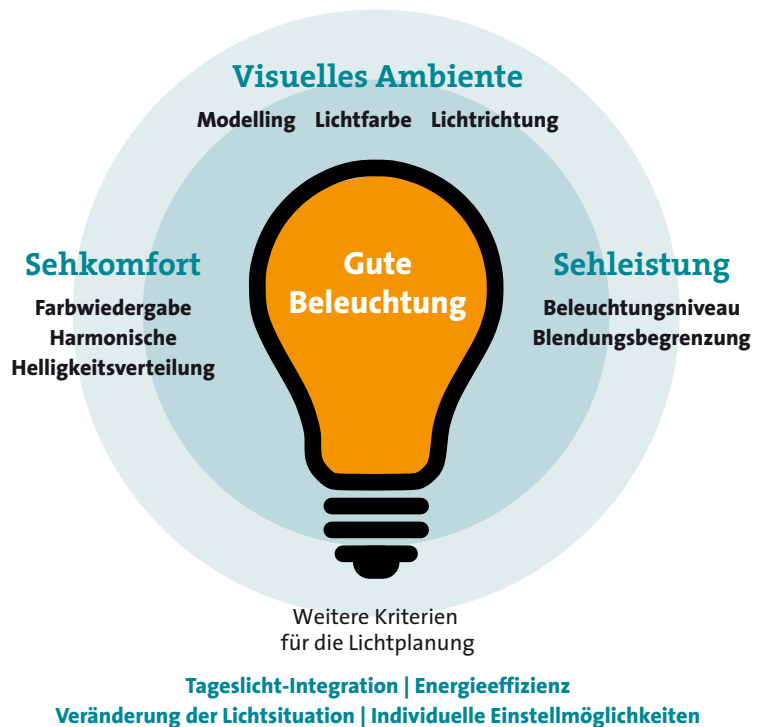 Visuelles Ambiente
Modelling Lichtfarbe Lichtrichtung
Sehkomfort
Farbwiedergabe
Harmonische
Helligkeitsverteilung
Gute
Beleuchtung
Sehleistung
Beleuchtungsniveau
Blendungsbegrenzung
Weitere Kriterien
für die Lichtplanung
Tageslicht-Integration | Energieeffizienz
Veränderung der Lichtsituation | Individuelle Einstellmöglichkeiten